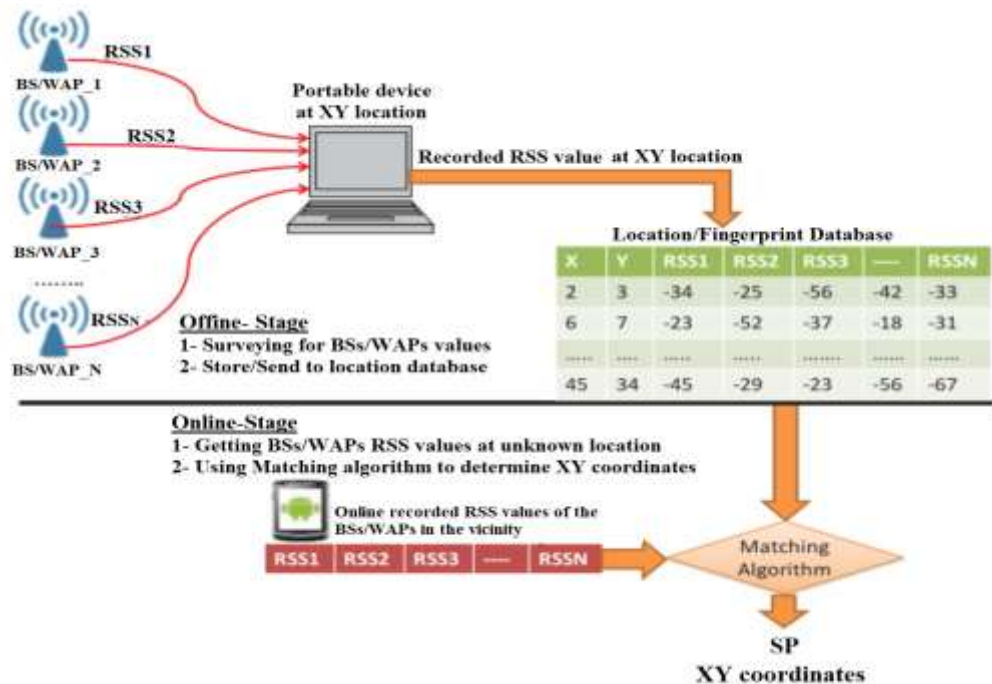 RSS1
BS/WAP_1
RSS2
BS/WAP_2
RSS3
BS/WAP_3
........
RSSN
BS/WAP_N
Portable device
at XY location
Recorded RSS value at XY location
Location/Fingerprint Database
X Y RSS1 RSS2 RSS3 ---- RSSN
2 3 -34 -25 -56 -42 -33
6 7 -23 -52 -37 -18 -31
..... .... ..... ..... ....... ...... ......
45 34 -45 -29 -23 -56 -67
Offine- Stage
1- Surveying for BSs/WAPs values
2- Store/Send to location database
Online-Stage
1- Getting BSs/WAPs RSS values at unknown location
2- Using Matching algorithm to determine XY coordinates
Online recorded RSS values of the
BSs/WAPs in the vicinity
RSS1 RSS2 RSS3 ---- RSSN
Matching
Algorithm
SP
XY coordinates